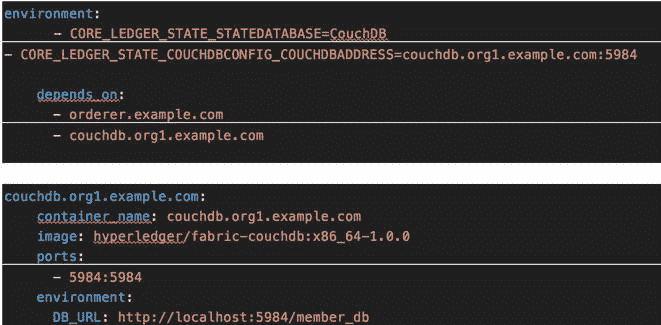 environment:
- CORE_LEDGER_STATE_STATEDATABASE=CouchDB
- CORE_LEDGER_STATE_COUCHDBCONFIG_COUCHDBADDRESS=couchdb.org1.example.com:5984
depends_on:
- orderer.example.com
- couchdb.org1.example.com
couchdb.org1.example.com:
container_name: couchdb.org1.example.com
image: hyperledger/fabric-couchdb:x86_64-1.0.0
ports:
- 5984:5984
environment:
DB_URL: http://localhost:5984/member_db